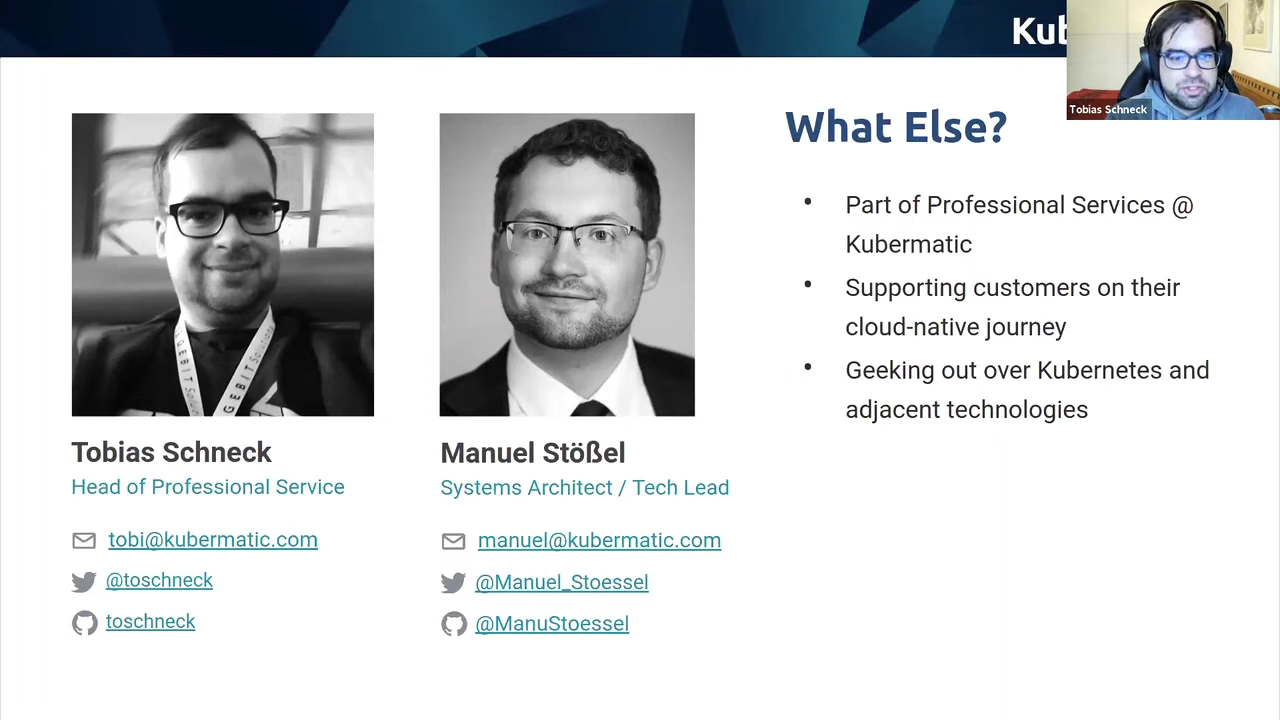 Kub
Tobias Schneck
What Else?
• Part of Professional Services @
Kubermatic
• Supporting customers on their
cloud-native journey
• Geeking out over Kubernetes and
adjacent technologies
GEBIT
GEBIT
Tobias Schneck
Head of Professional Service
tobi@kubermatic.com
@toschneck
toschneck
Manuel Stößel
Systems Architect / Tech Lead
manuel@kubermatic.com
@Manuel_Stoessel
@ManuStoessel